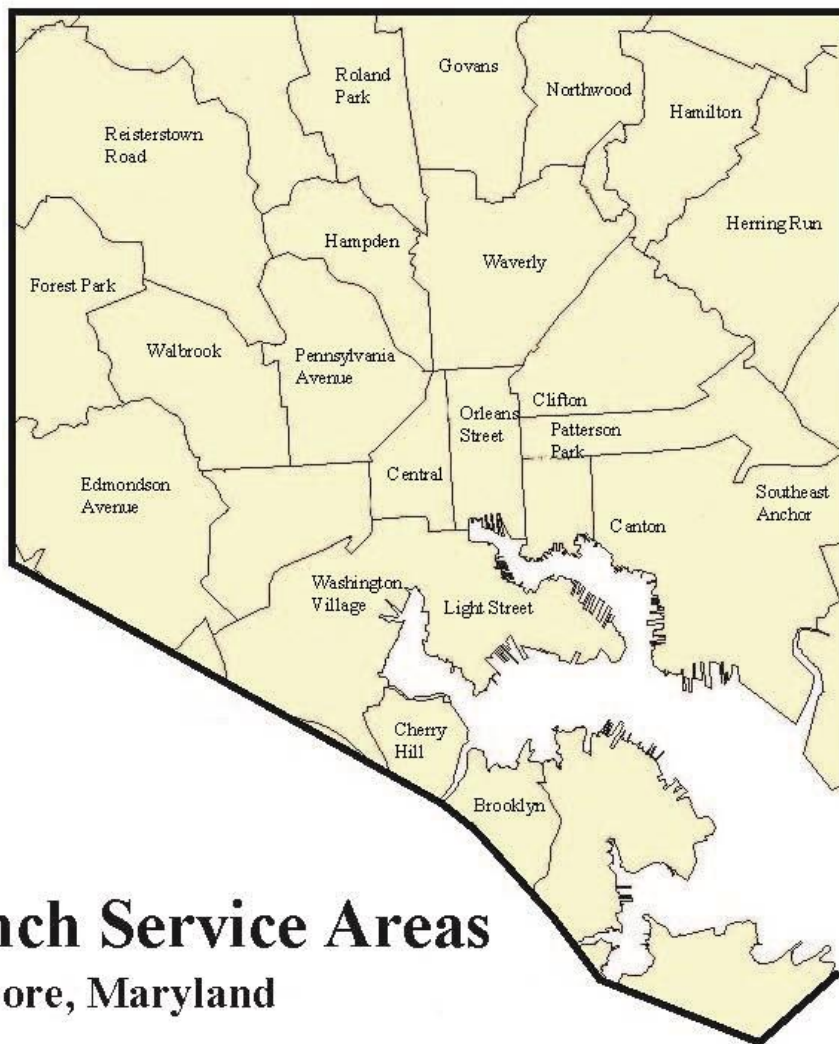 Govans
Roland
Park
Northwood
Hamilton
Reisterstown
Road
Herring Run
Hampden
Waverly
Forest Park
Walbrook
Pennsylvania
Avenue
Clifton
Orleans
Street
Patterson
Park
Central
Edmondson
Avenue
Southeast
Anchor
Canton
Washington
Village
Light Street
Cherry
Hill
Brooklyn
nch Service Areas
ore, Maryland